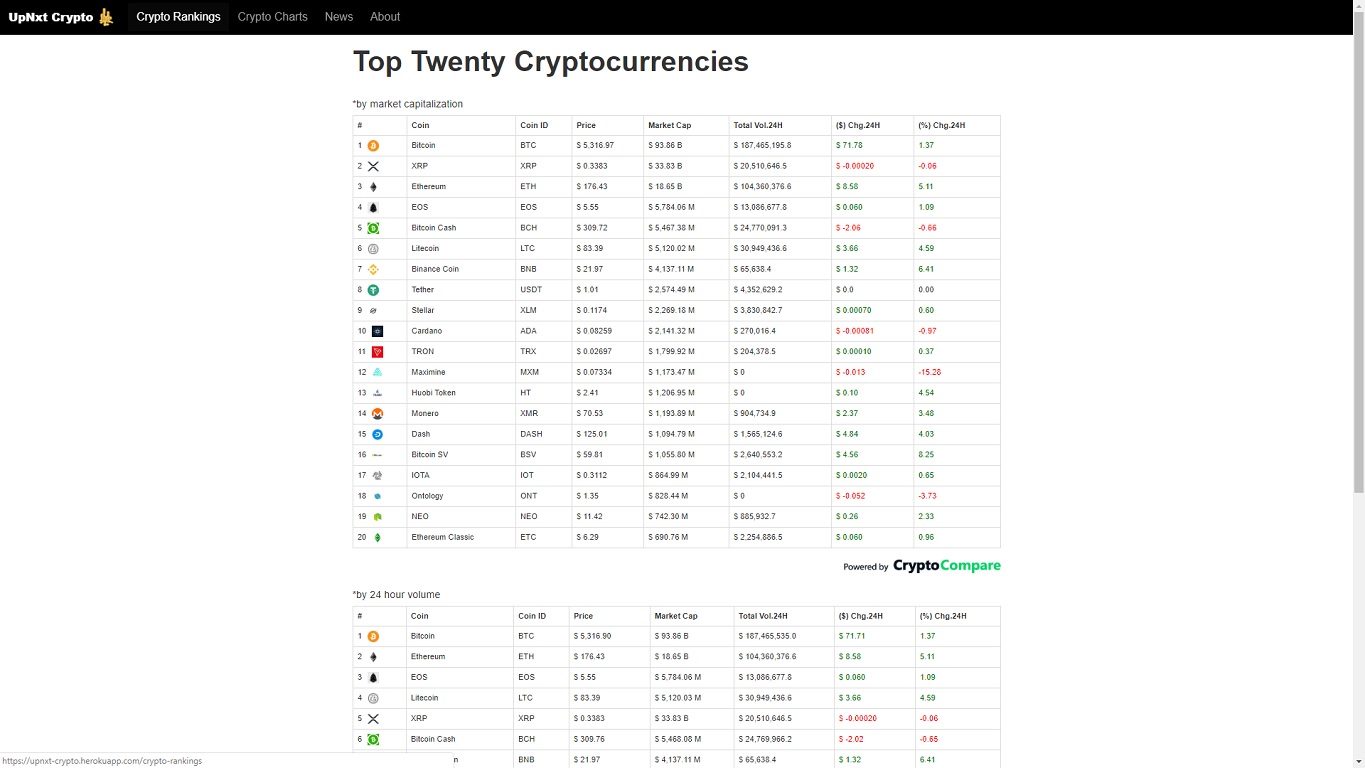 UpNxt Crypto Crypto Rankings Crypto Charts News About
Top Twenty Cryptocurrencies
*by market capitalization
# Coin Coin ID Price Market Cap Total Vol.24H ($) Chg.24H (%) Chg.24H
1 Bitcoin BTC $ 5,316.97 $ 93.86 B $ 187,465,195.8 $ 71.78 1.37
2 XRP XRP $ 0.3383 $ 33.83 B $ 20,510,646.5 $ -0.00020 -0.06
3 Ethereum ETH $ 176.43 $ 18.65 B $ 104,360,376.6 $ 8.58 5.11
4 EOS EOS $ 5.55 $ 5,784.06 M $ 13,086,677.8 $ 0.060 1.09
5 Bitcoin Cash BCH $ 309.72 $ 5,467.38 M $ 24,770,091.3 $ -2.06 -0.66
6 Litecoin LTC $ 83.39 $ 5,120.02 M $ 30,949,436.6 $ 3.66 4.59
7 Binance Coin BNB $ 21.97 $ 4,137.11 M $ 65,638.4 $ 1.32 6.41
8 Tether USDT $ 1.01 $ 2,574.49 M $ 4,352,629.2 $ 0.0 0.00
9 Stellar XLM $ 0.1174 $ 2,269.18 M $ 3,830,842.7 $ 0.00070 0.60
10 Cardano ADA $ 0.08259 $ 2,141.32 M $ 270,016.4 $ -0.00081 -0.97
11 TRON TRX $ 0.02697 $ 1,799.92 M $ 204,378.5 $ 0.00010 0.37
12 Maximine MXM $ 0.07334 $ 1,173.47 M $ 0 $ -0.013 -15.28
13 Huobi Token HT $ 2.41 $ 1,206.95 M $ 0 $ 0.10 4.54
14 Monero XMR $ 70.53 $ 1,193.89 M $ 904,734.9 $ 2.37 3.48
15 Dash DASH $ 125.01 $ 1,094.79 M $ 1,565,124.6 $ 4.84 4.03
16 Bitcoin SV BSV $ 59.81 $ 1,055.80 M $ 2,640,553.2 $ 4.56 8.25
17 IOTA IOT $ 0.3112 $ 864.99 M $ 2,104,441.5 $ 0.0020 0.65
18 Ontology ONT $ 1.35 $ 828.44 M $ 0 $ -0.052 -3.73
19 NEO NEO $ 11.42 $ 742.30 M $ 885,932.7 $ 0.26 2.33
20 Ethereum Classic ETC $ 6.29 $ 690.76 M $ 2,254,886.5 $ 0.060 0.96
Powered by CryptoCompare
*by 24 hour volume
# Coin Coin ID Price Market Cap Total Vol.24H ($) Chg.24H (%) Chg.24H
1 Bitcoin BTC $ 5,316.90 $ 93.86 B $ 187,465,535.0 $ 71.71 1.37
2 Ethereum ETH $ 176.43 $ 18.65 B $ 104,360,376.6 $ 8.58 5.11
3 EOS EOS $ 5.55 $ 5,784.06 M $ 13,086,677.8 $ 0.060 1.09
4 Litecoin LTC $ 83.39 $ 5,120.03 M $ 30,949,436.6 $ 3.66 4.59
5 XRP XRP $ 0.3383 $ 33.83 B $ 20,510,646.5 $ -0.00020 -0.06
6 Bitcoin Cash BCH $ 309.76 $ 5,468.08 M $ 24,769,966.2 $ -2.02 -0.65
n BNB $ 21.97 $ 4,137.11 M $ 65,638.4 $ 1.32 6.41
https://upnxt-crypto.herokuapp.com/crypto-rankings